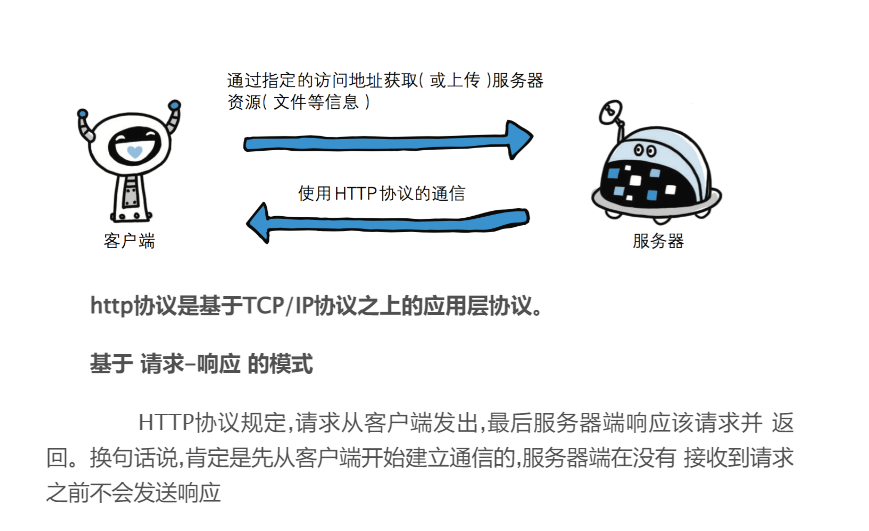 通过指定的访问地址获取( 或上传 )服务器
资源( 文件等信息 )
使用HTTP协议的通信
客户端
服务器
http协议是基于TCP/IP协议之上的应用层协议。
基于 请求-响应 的模式
HTTP协议规定,请求从客户端发出,最后服务器端响应该请求并 返
回。换句话说,肯定是先从客户端开始建立通信的,服务器端在没有 接收到请求
之前不会发送响应